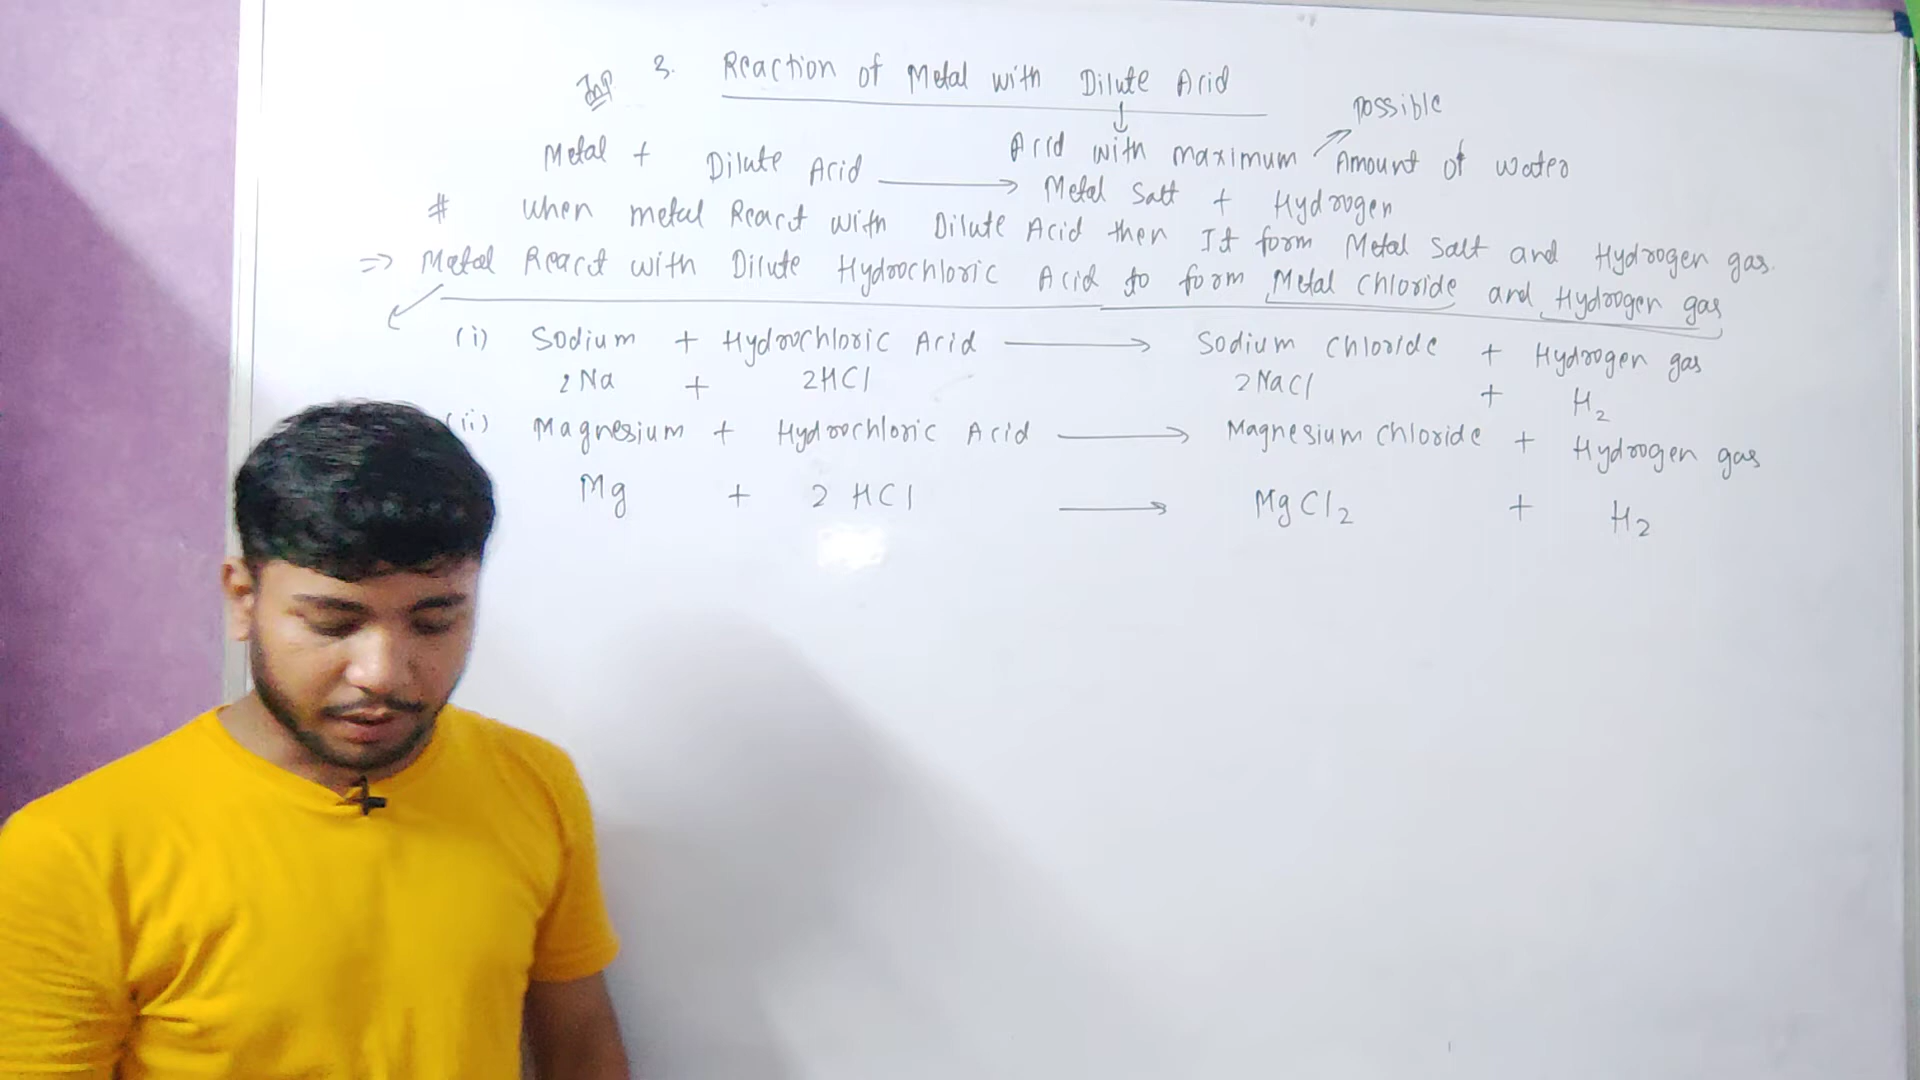 Imp 3. Reaction of Metal with Dilute Acid
↓
Acid with maximum ↗ possible Amount of water
Metal + Dilute Acid ⟶ Metal Salt + Hydrogen
# When metal React with Dilute Acid then It form Metal Salt and Hydrogen gas.
⇒ Metal React with Dilute Hydrochloric Acid to form Metal Chloride and Hydrogen gas
(i) Sodium + Hydrochloric Acid ⟶ Sodium Chloride + Hydrogen gas
2Na + 2HCl 2NaCl + H2
(ii) Magnesium + Hydrochloric Acid ⟶ Magnesium Chloride + Hydrogen gas
Mg + 2HCl ⟶ MgCl2 + H2